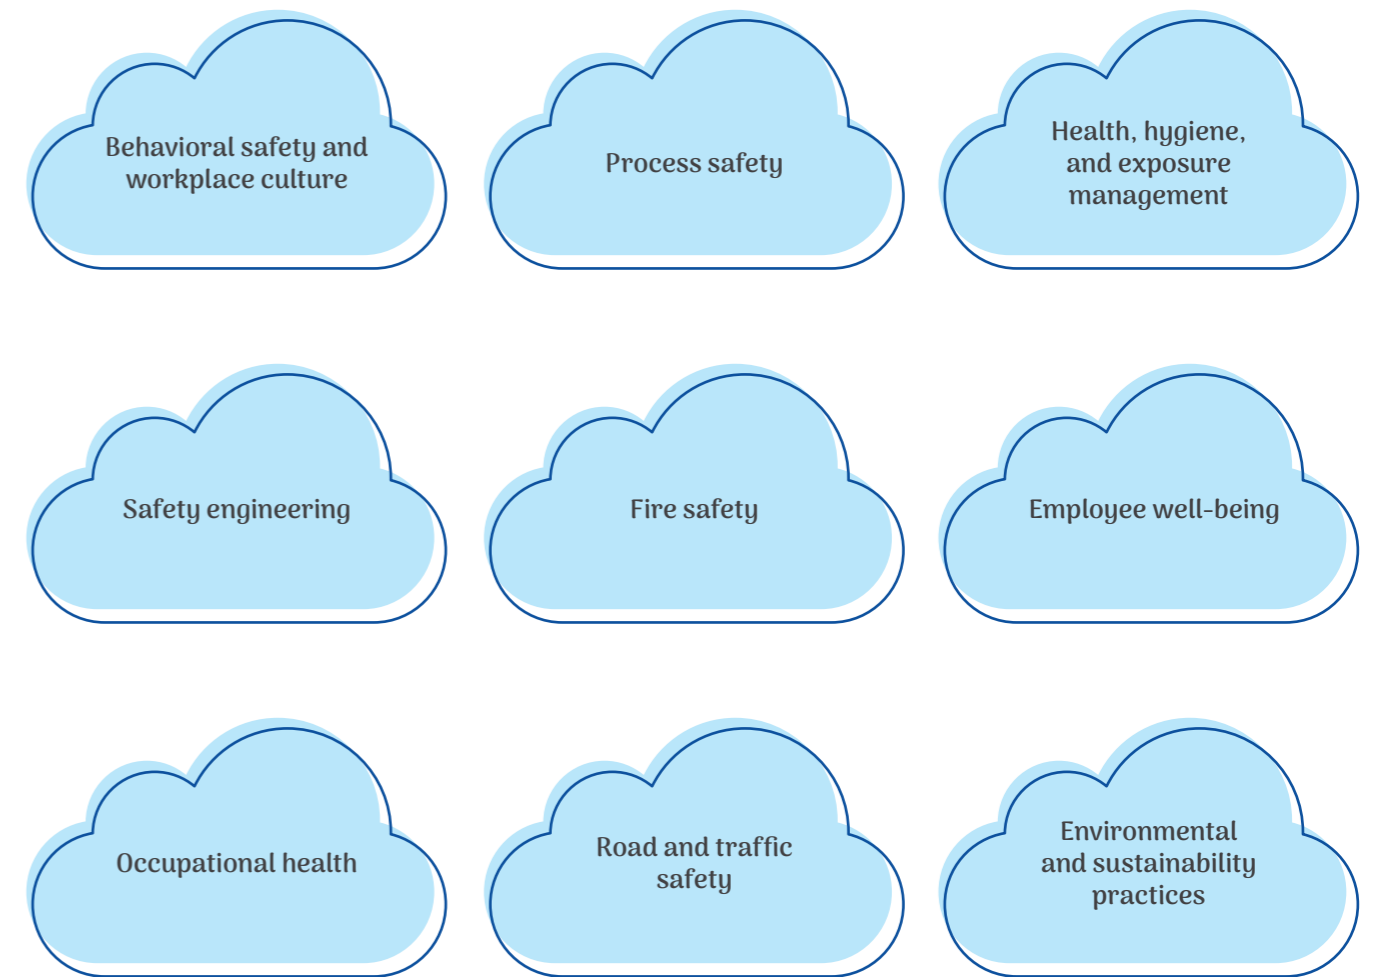 Behavioral safety and
workplace culture
Process safety
Health, hygiene,
and exposure
management
Safety engineering
Fire safety
Employee well-being
Occupational health
Road and traffic
safety
Environmental
and sustainability
practices